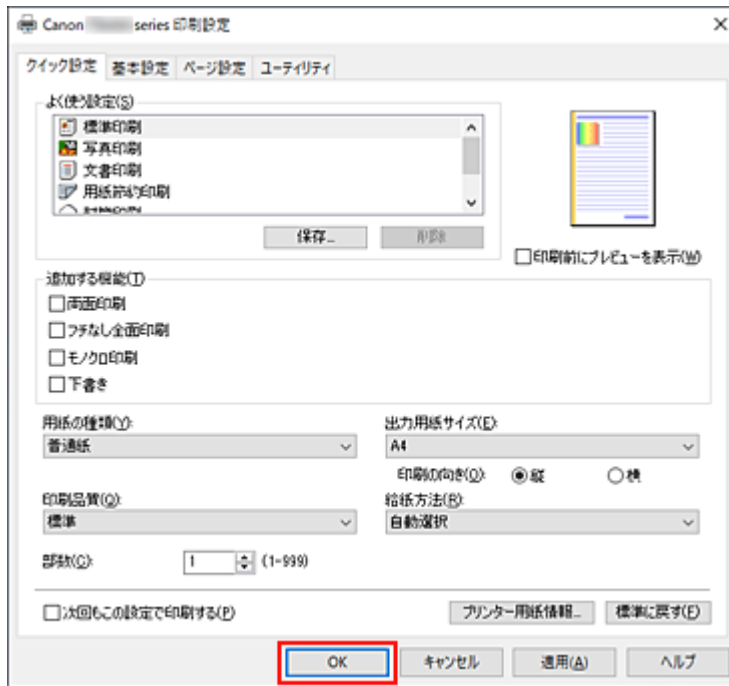 Canon series 印刷設定
クイック設定 基本設定 ページ設定 ユーティリティ
よく使う設定(S)
標準印刷
写真印刷
文書印刷
用紙節約印刷
保存... 削除
印刷前にプレビューを表示(W)
追加する機能(T)
両面印刷
フチなし全面印刷
モノクロ印刷
下書き
用紙の種類(Y): 出力用紙サイズ(E):
普通紙 A4
印刷の向き(O): 縦 横
印刷品質(Q): 給紙方法(R):
標準 自動選択
部数(C): 1 (1-999)
次回もこの設定で印刷する(P) プリンター用紙情報... 標準に戻す(F)
OK キャンセル 適用(A) ヘルプ